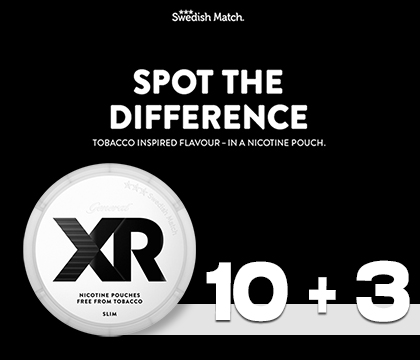 Swedish Match.
SPOT THE
DIFFERENCE
TOBACCO INSPIRED FLAVOUR – IN A NICOTINE POUCH.
General
XR
NICOTINE POUCHES
FREE FROM TOBACCO
SLIM
10 + 3